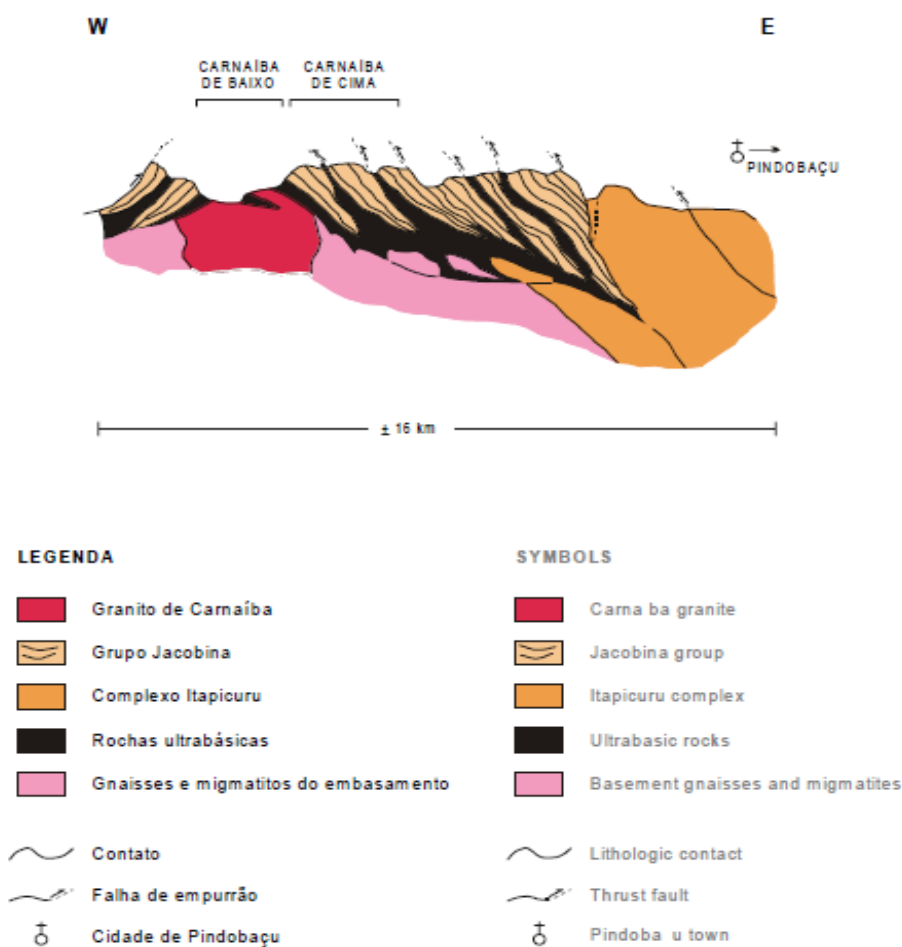 W
E
CARNAÍBA
DE BAIXO
CARNAÍBA
DE CIMA
PINDOBAÇU
± 16 km
LEGENDA
Granito de Carnaíba
Grupo Jacobina
Complexo Itapicuru
Rochas ultrabásicas
Gnaisses e migmatitos do embasamento
Contato
Falha de empurrão
Cidade de Pindobaçu
SYMBOLS
Carna ba granite
Jacobina group
Itapicuru complex
Ultrabasic rocks
Basement gnaisses and migmatites
Lithologic contact
Thrust fault
Pindoba u town